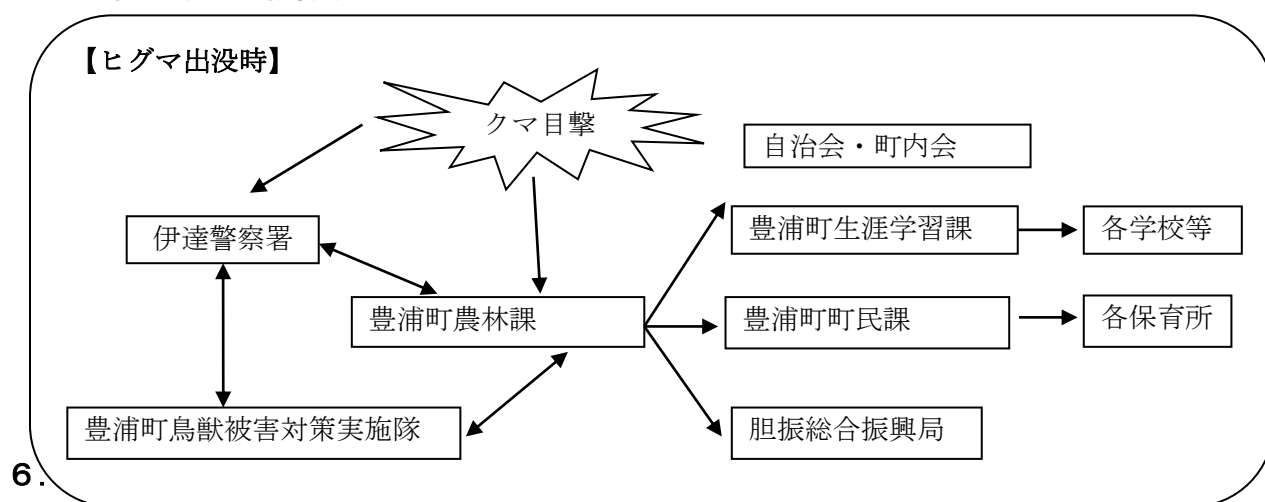 【ヒグマ出没時】
クマ目撃
自治会・町内会
伊達警察署
豊浦町生涯学習課
各学校等
豊浦町農林課
豊浦町町民課
各保育所
豊浦町鳥獣被害対策実施隊
胆振総合振興局
6.